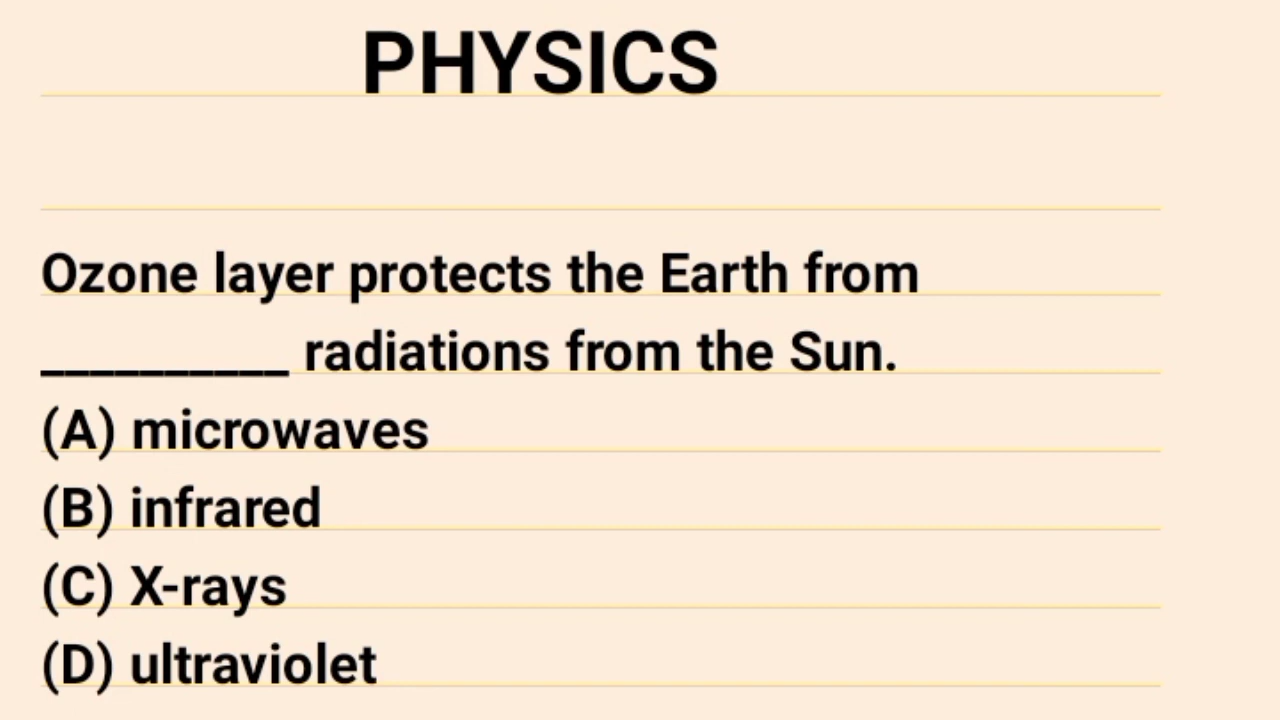 PHYSICS
Ozone layer protects the Earth from
__________ radiations from the Sun.
(A) microwaves
(B) infrared
(C) X-rays
(D) ultraviolet